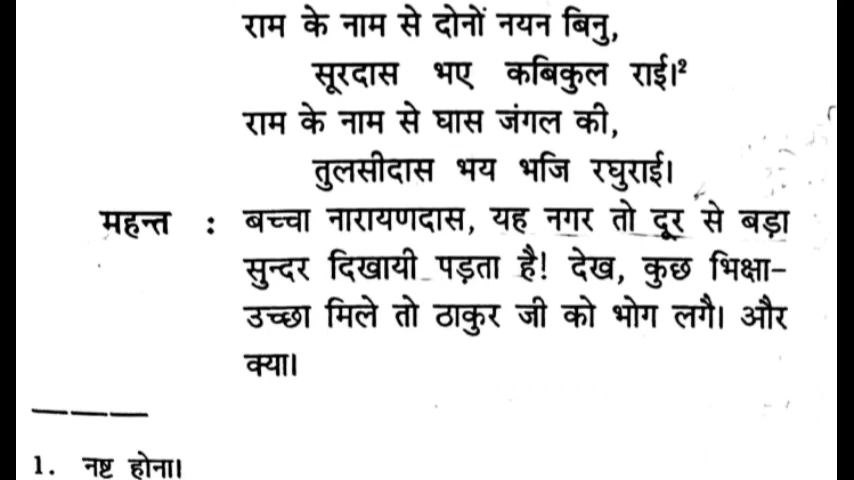 राम के नाम से दोनों नयन बिनु,
सूरदास भए कबिकुल राई।²
राम के नाम से घास जंगल की,
तुलसीदास भय भजि रघुराई।
महन्त : बच्चा नारायणदास, यह नगर तो दूर से बड़ा
सुन्दर दिखायी पड़ता है! देख, कुछ भिक्षा-
उच्छा मिले तो ठाकुर जी को भोग लगै। और
क्या।
1. नष्ट होना।